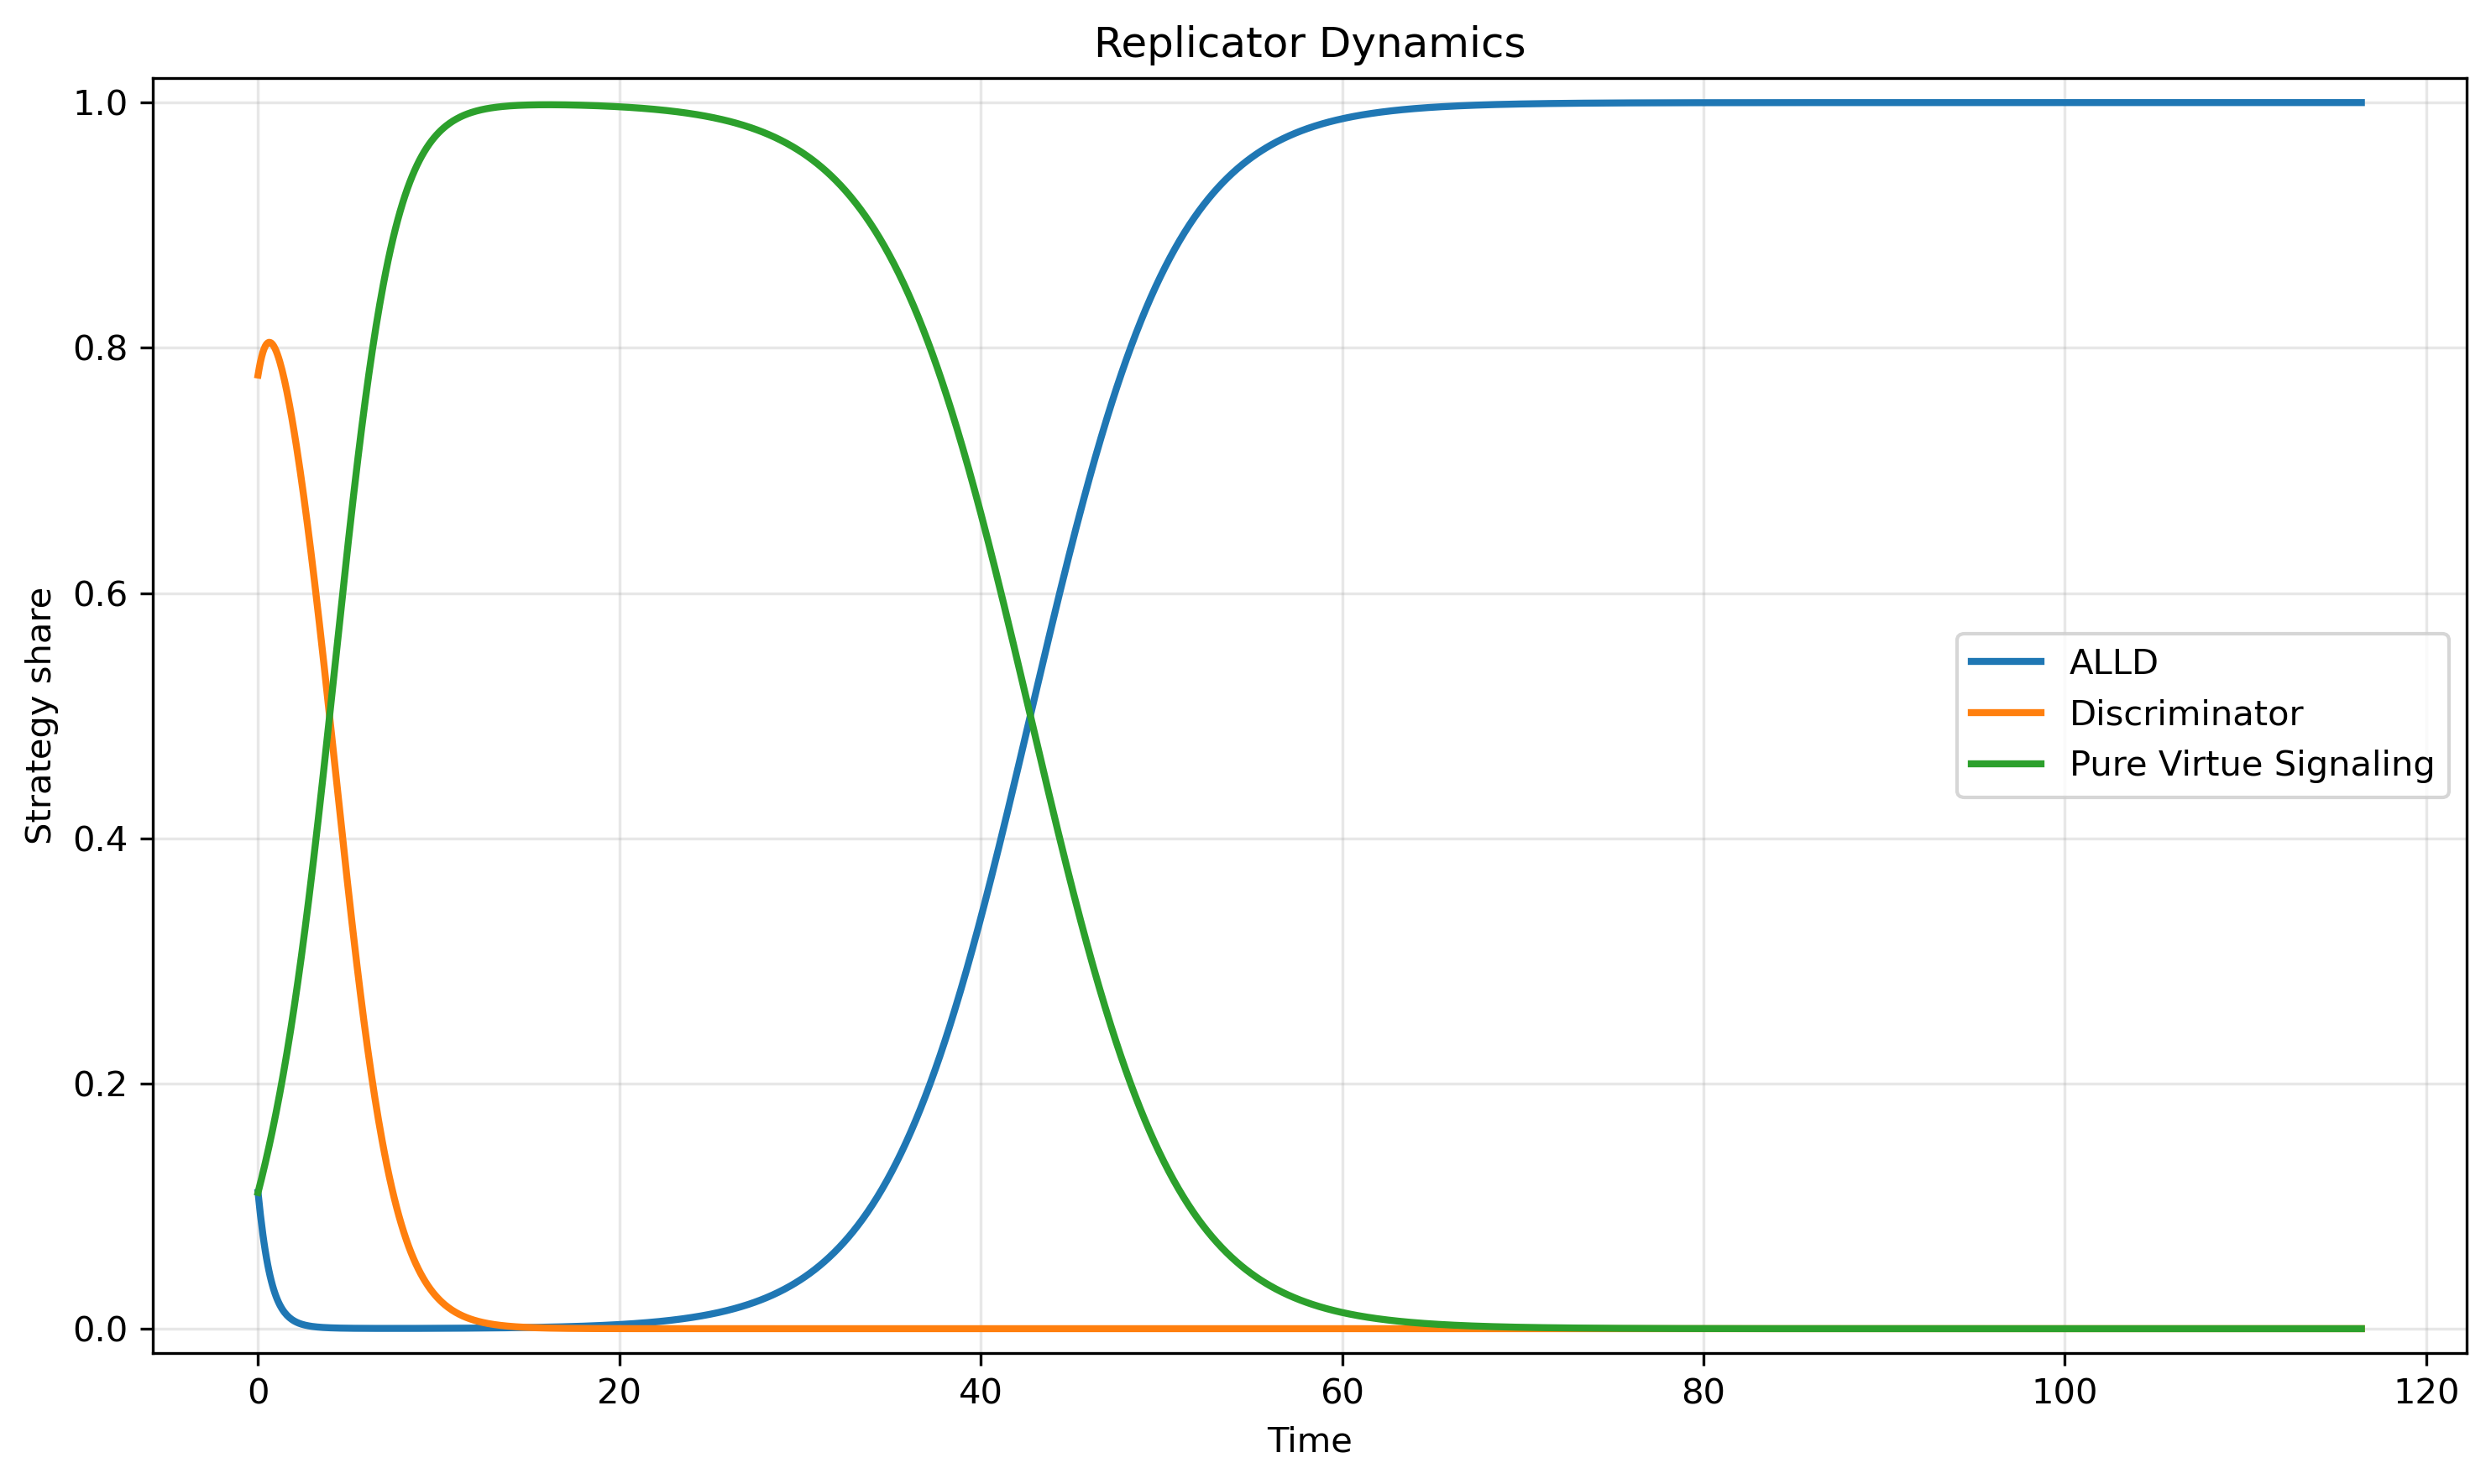 Replicator Dynamics
1.0
0.8
0.6
0.4
0.2
0.0
Strategy share
ALLD
Discriminator
Pure Virtue Signaling
0 20 40 60 80 100 120
Time